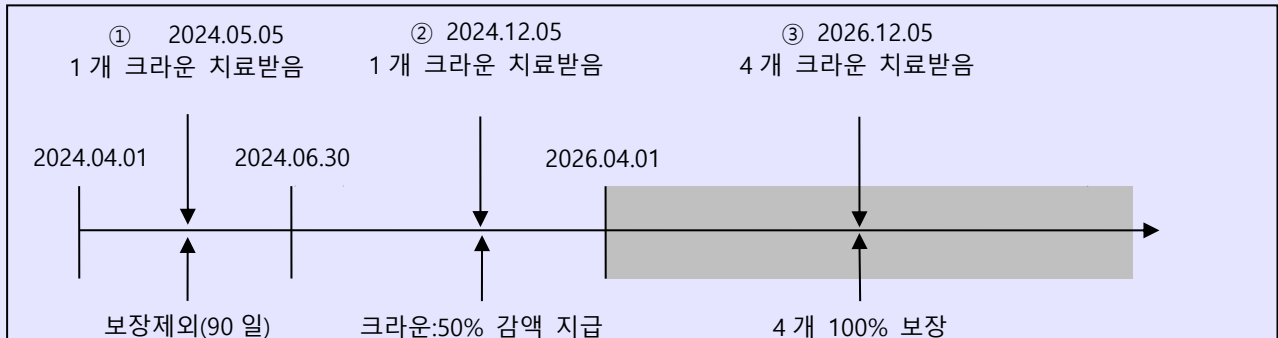 ① 2024.05.05
1 개 크라운 치료받음
② 2024.12.05
1 개 크라운 치료받음
③ 2026.12.05
4 개 크라운 치료받음
2024.04.01
2024.06.30
2026.04.01
보장제외(90 일)
크라운:50% 감액 지급
4 개 100% 보장